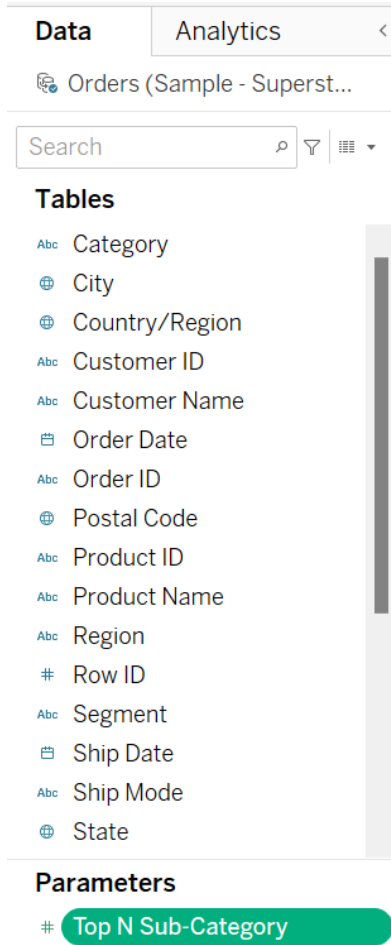 Data Analytics
Orders (Sample - Superst...
Search
Tables
Abc Category
City
Country/Region
Abc Customer ID
Abc Customer Name
Order Date
Abc Order ID
Postal Code
Abc Product ID
Abc Product Name
Abc Region
# Row ID
Abc Segment
Ship Date
Abc Ship Mode
State
Parameters
# Top N Sub-Category